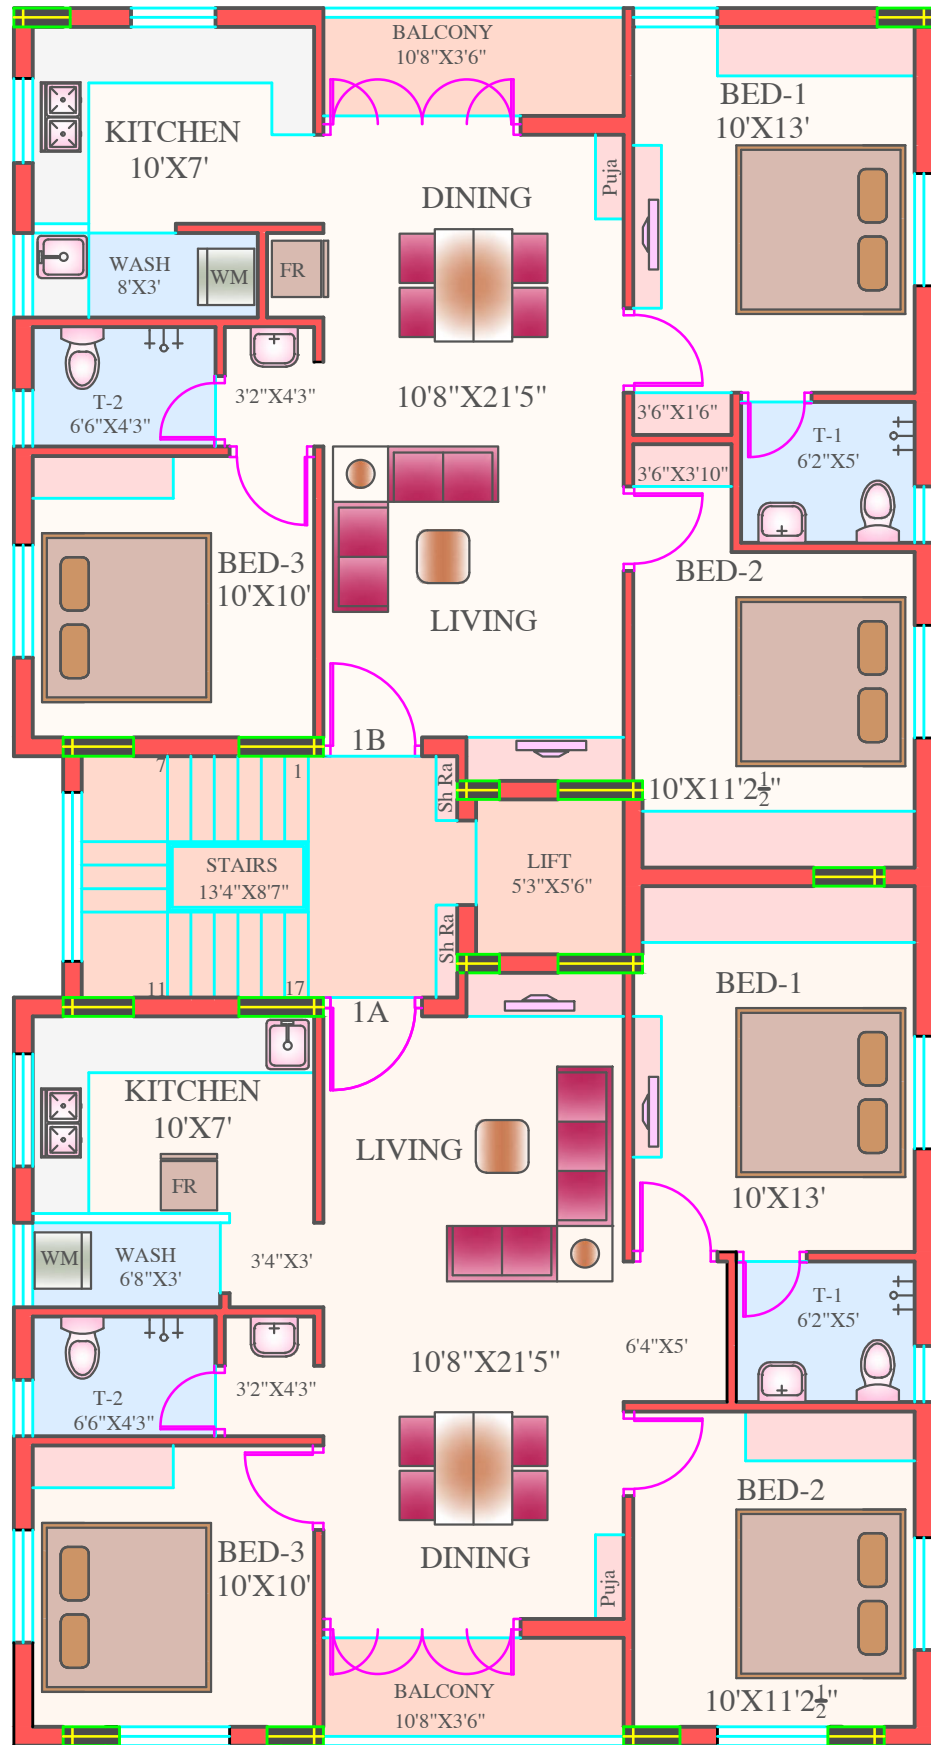 BALCONY
10'8"X3'6"
BED-1
10'X13'
KITCHEN
10'X7'
Puja
DINING
WASH
8'X3'
WM
FR
T-2
6'6"X4'3"
3'2"X4'3"
10'8"X21'5"
3'6"X1'6"
T-1
6'2"X5'
3'6"X3'10"
BED-3
10'X10'
BED-2
LIVING
1B
7
1
Sh Ra
10'X11'2½"
STAIRS
13'4"X8'7"
LIFT
5'3"X5'6"
Sh Ra
11
17
1A
BED-1
KITCHEN
10'X7'
LIVING
FR
10'X13'
WM
WASH
6'8"X3'
3'4"X3'
T-1
6'2"X5'
6'4"X5'
10'8"X21'5"
T-2
6'6"X4'3"
3'2"X4'3"
BED-2
BED-3
10'X10'
DINING
Puja
BALCONY
10'8"X3'6"
10'X11'2½"